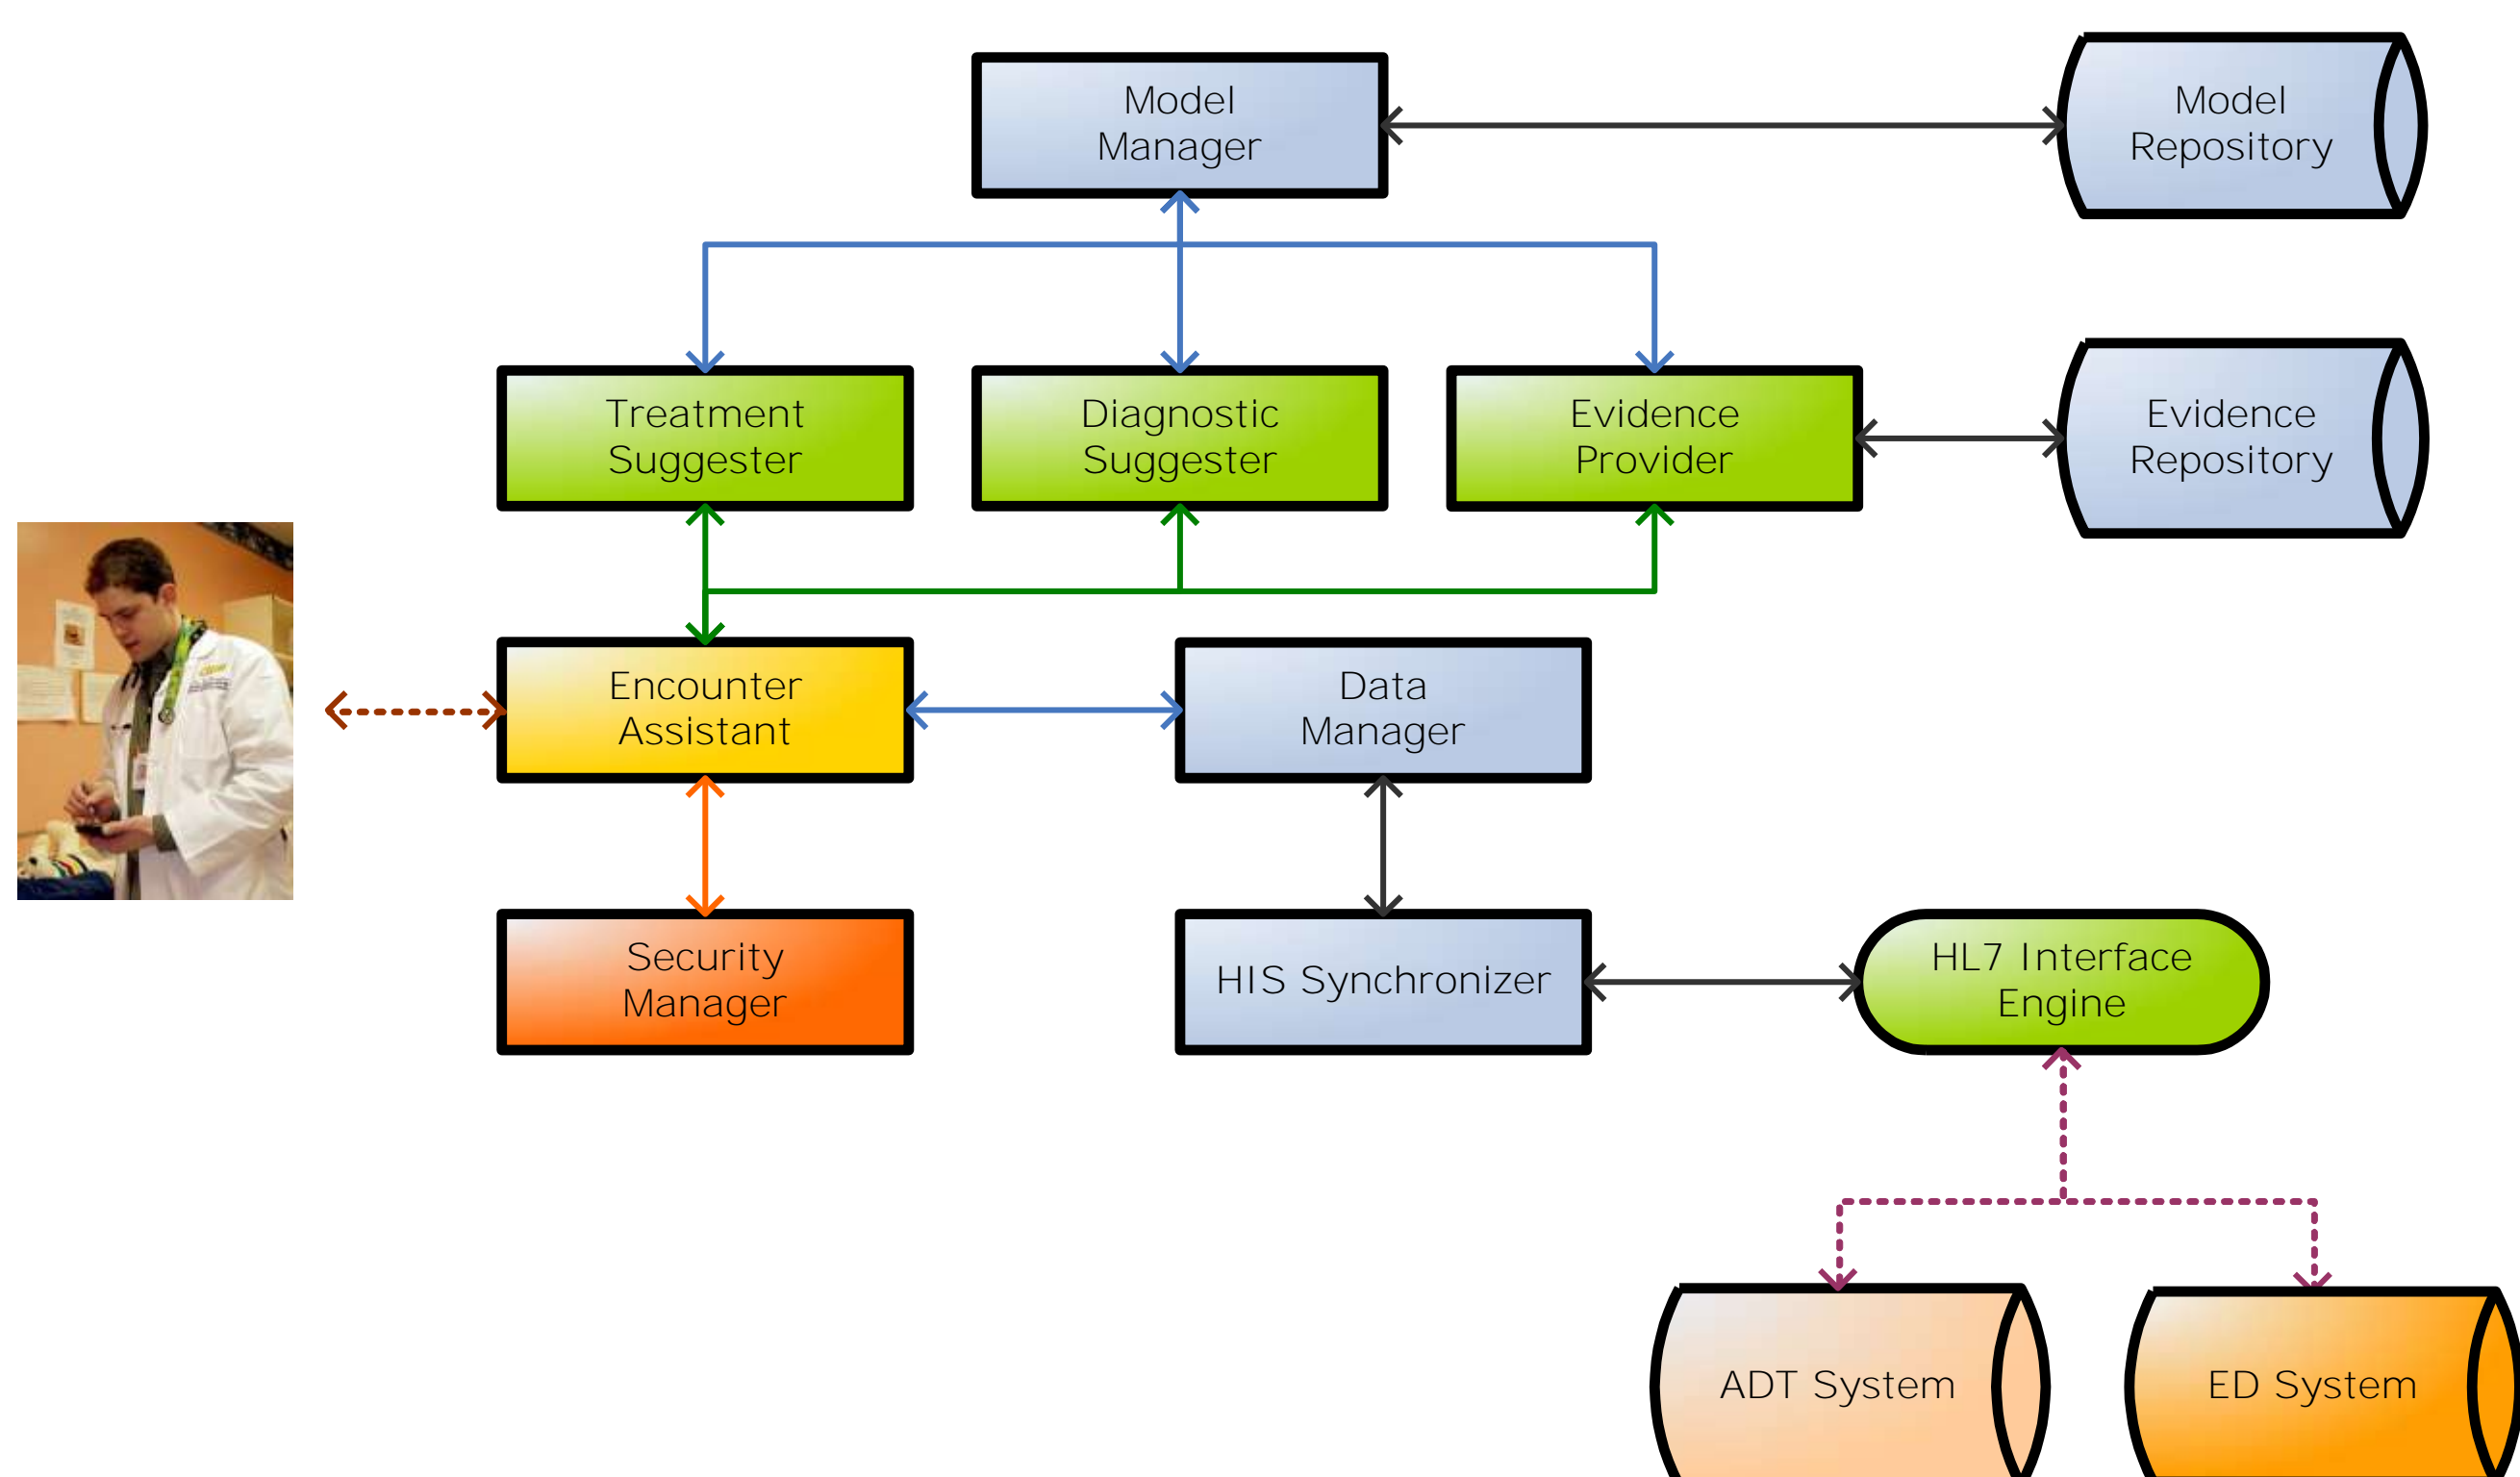 Model
Manager
Model
Repository
Treatment
Suggester
Diagnostic
Suggester
Evidence
Provider
Evidence
Repository
Encounter
Assistant
Data
Manager
Security
Manager
HIS Synchronizer
HL7 Interface
Engine
ADT System
ED System